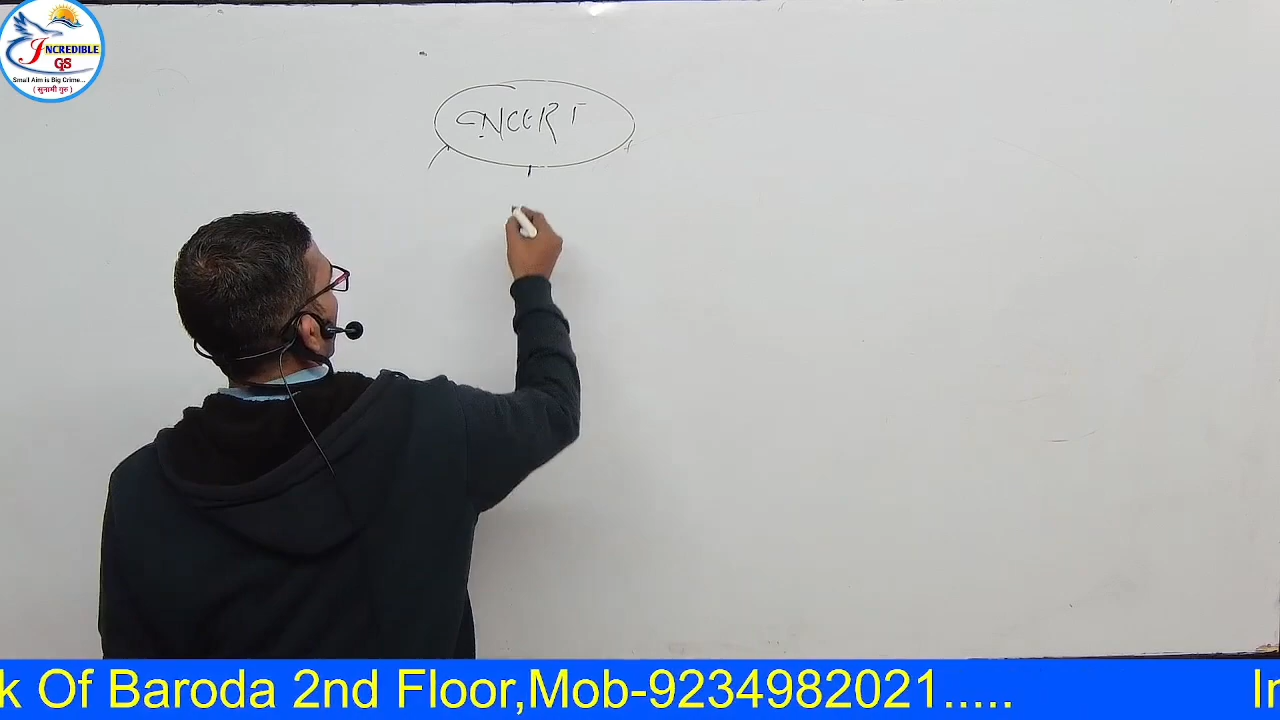 INCREDIBLE
GS
Small Aim is Big Crime...
( सुनामी गुरु )
NCERT
k Of Baroda 2nd Floor,Mob-9234982021..... In